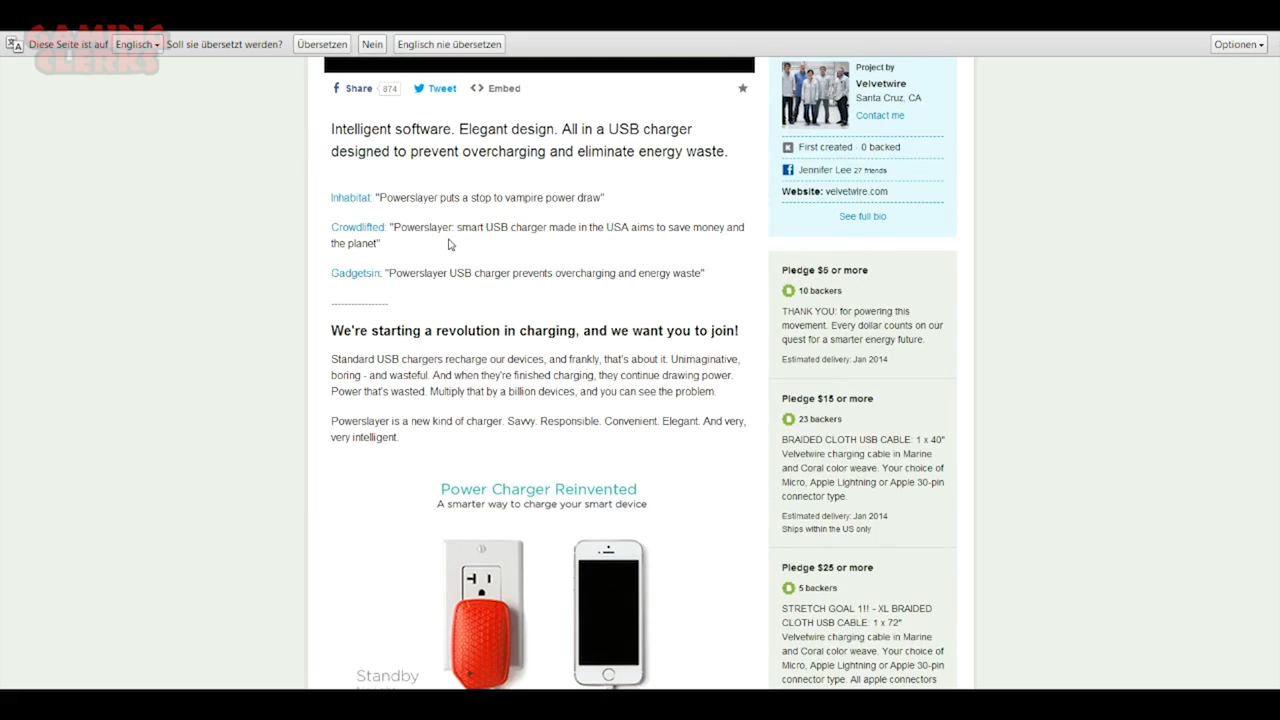 GAMING
CLERKS
Diese Seite ist auf Englisch Soll sie übersetzt werden? Übersetzen Nein Englisch nie übersetzen Optionen
Share 874 Tweet Embed
Intelligent software. Elegant design. All in a USB charger
designed to prevent overcharging and eliminate energy waste.
Inhabitat: "Powerslayer puts a stop to vampire power draw"
Crowdlifted: "Powerslayer: smart USB charger made in the USA aims to save money and
the planet"
Gadgetsin: "Powerslayer USB charger prevents overcharging and energy waste"
-----------------
We're starting a revolution in charging, and we want you to join!
Standard USB chargers recharge our devices, and frankly, that's about it. Unimaginative,
boring - and wasteful. And when they're finished charging, they continue drawing power.
Power that's wasted. Multiply that by a billion devices, and you can see the problem.
Powerslayer is a new kind of charger. Savvy. Responsible. Convenient. Elegant. And very,
very intelligent.
Power Charger Reinvented
A smarter way to charge your smart device
Standby
Project by
Velvetwire
Santa Cruz, CA
Contact me
First created · 0 backed
Jennifer Lee 27 friends
Website: velvetwire.com
See full bio
Pledge $5 or more
10 backers
THANK YOU: for powering this
movement. Every dollar counts on our
quest for a smarter energy future.
Estimated delivery: Jan 2014
Pledge $15 or more
23 backers
BRAIDED CLOTH USB CABLE: 1 x 40"
Velvetwire charging cable in Marine
and Coral color weave. Your choice of
Micro, Apple Lightning or Apple 30-pin
connector type.
Estimated delivery: Jan 2014
Ships within the US only
Pledge $25 or more
5 backers
STRETCH GOAL 1!! - XL BRAIDED
CLOTH USB CABLE: 1 x 72"
Velvetwire charging cable in Marine
and Coral color weave. Your choice of
Micro, Apple Lightning or Apple 30-pin
connector type. All apple connectors